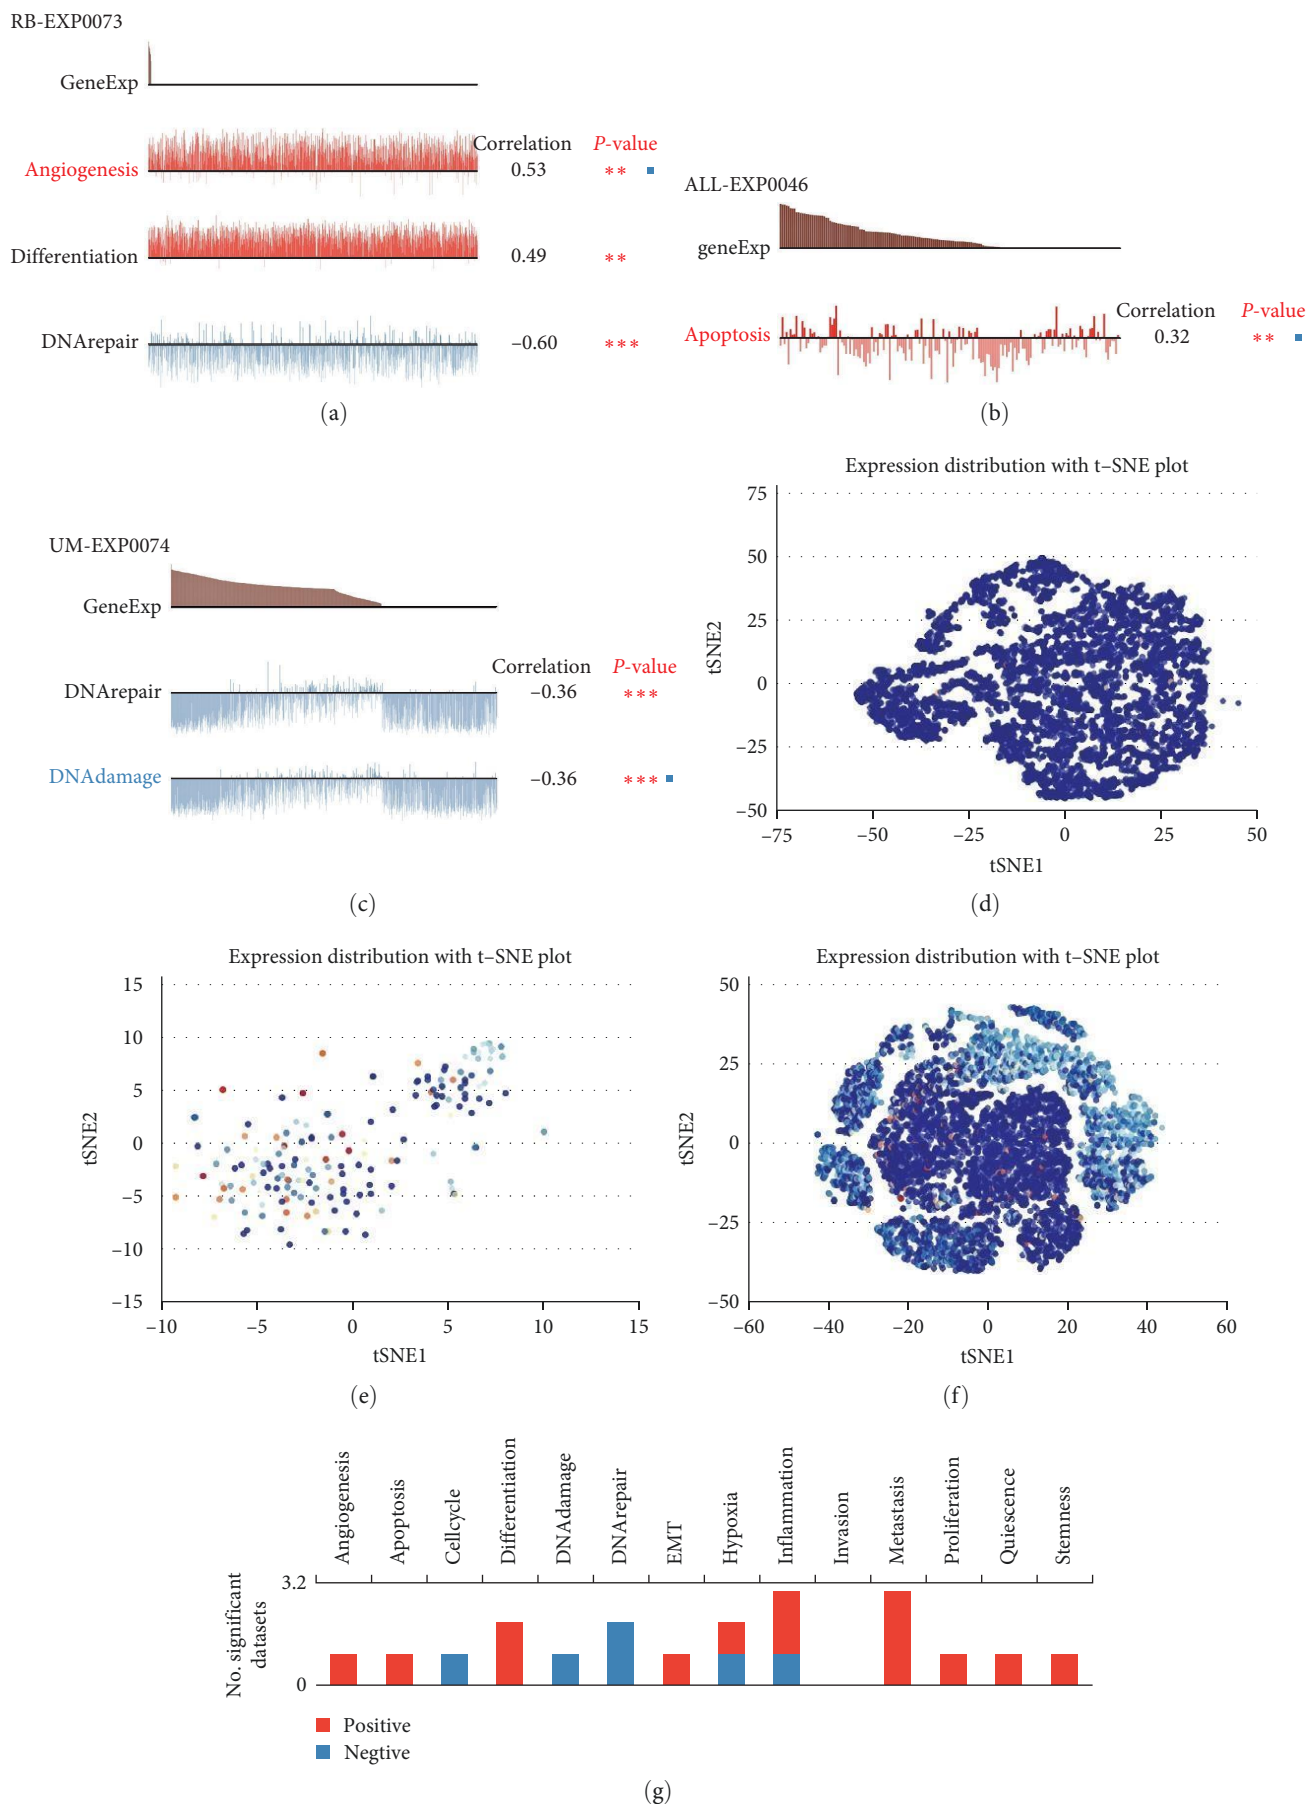 RB-EXP0073
GeneExp
Correlation P-value
Angiogenesis 0.53 **
Differentiation 0.49 **
DNArepair –0.60 ***
(a)
ALL-EXP0046
geneExp
Correlation P-value
Apoptosis 0.32 **
(b)
UM-EXP0074
GeneExp
Correlation P-value
DNArepair –0.36 ***
DNAdamage –0.36 ***
(c)
Expression distribution with t–SNE plot
75
50
25
0
–25
–50
tSNE2
–75 –50 –25 0 25 50
tSNE1
(d)
Expression distribution with t–SNE plot
15
10
5
0
–5
–10
–15
tSNE2
–10 –5 0 5 10 15
tSNE1
(e)
Expression distribution with t–SNE plot
50
25
0
–25
–50
tSNE2
–60 –40 –20 0 20 40 60
tSNE1
(f)
Angiogenesis
Apoptosis
Cellcycle
Differentiation
DNAdamage
DNArepair
EMT
Hypoxia
Inflammation
Invasion
Metastasis
Proliferation
Quiescence
Stemness
3.2
0
No. significant
datasets
Positive
Negtive
(g)